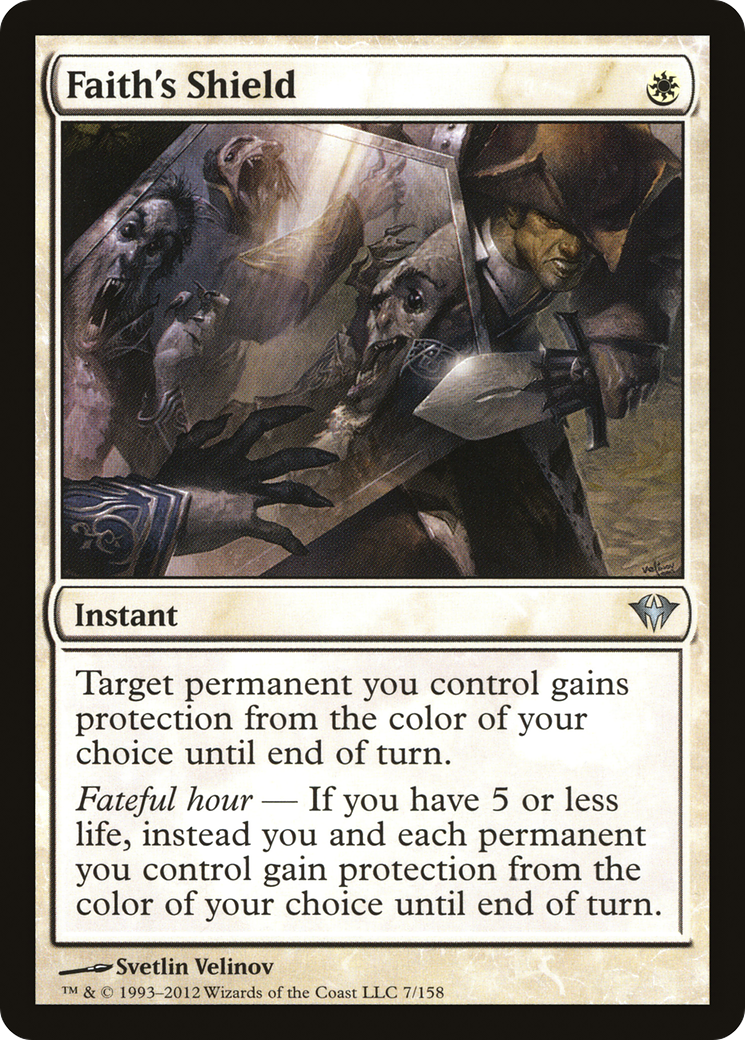 Faith's Shield
Instant
Target permanent you control gains
protection from the color of your
choice until end of turn.
Fateful hour — If you have 5 or less
life, instead you and each permanent
you control gain protection from the
color of your choice until end of turn.
Svetlin Velinov
™ & © 1993–2012 Wizards of the Coast LLC 7/158